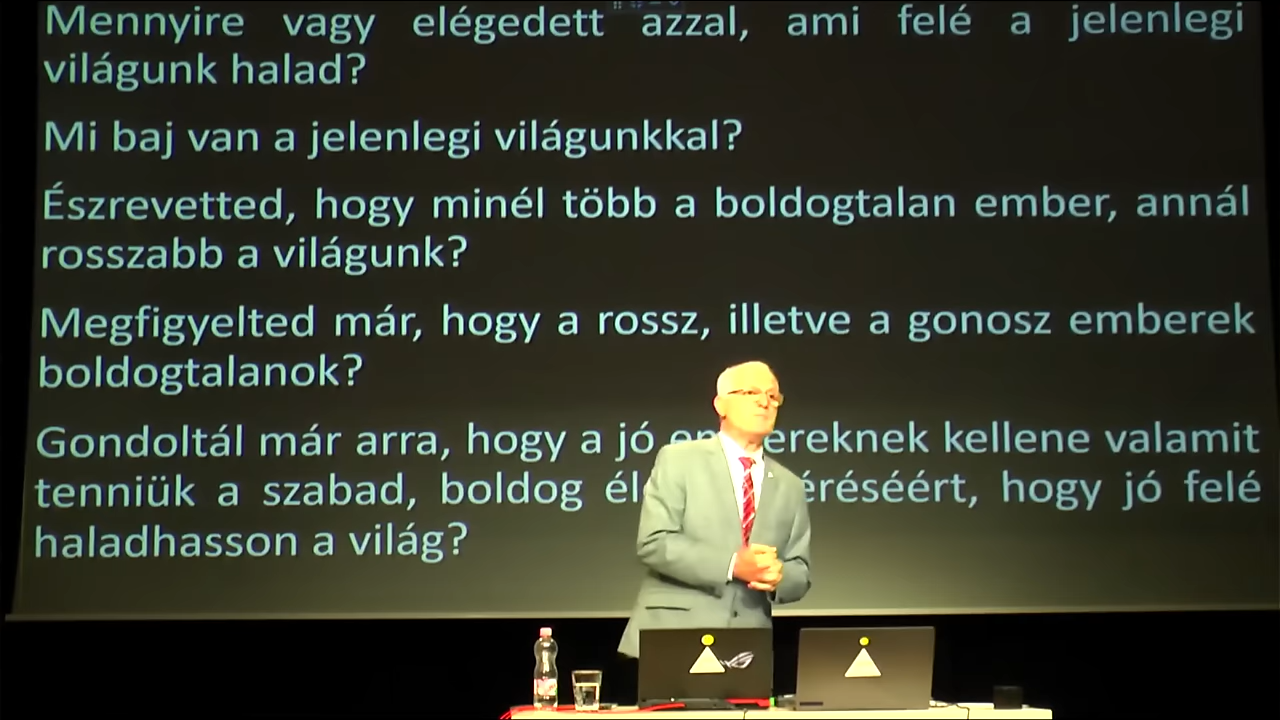 Mennyire vagy elégedett azzal, ami felé a jelenlegi
világunk halad?
Mi baj van a jelenlegi világunkkal?
Észrevetted, hogy minél több a boldogtalan ember, annál
rosszabb a világunk?
Megfigyelted már, hogy a rossz, illetve a gonosz emberek
boldogtalanok?
Gondoltál már arra, hogy a jó kellene valamit
tenniük a szabad, boldog hogy jó felé
haladhasson a világ?